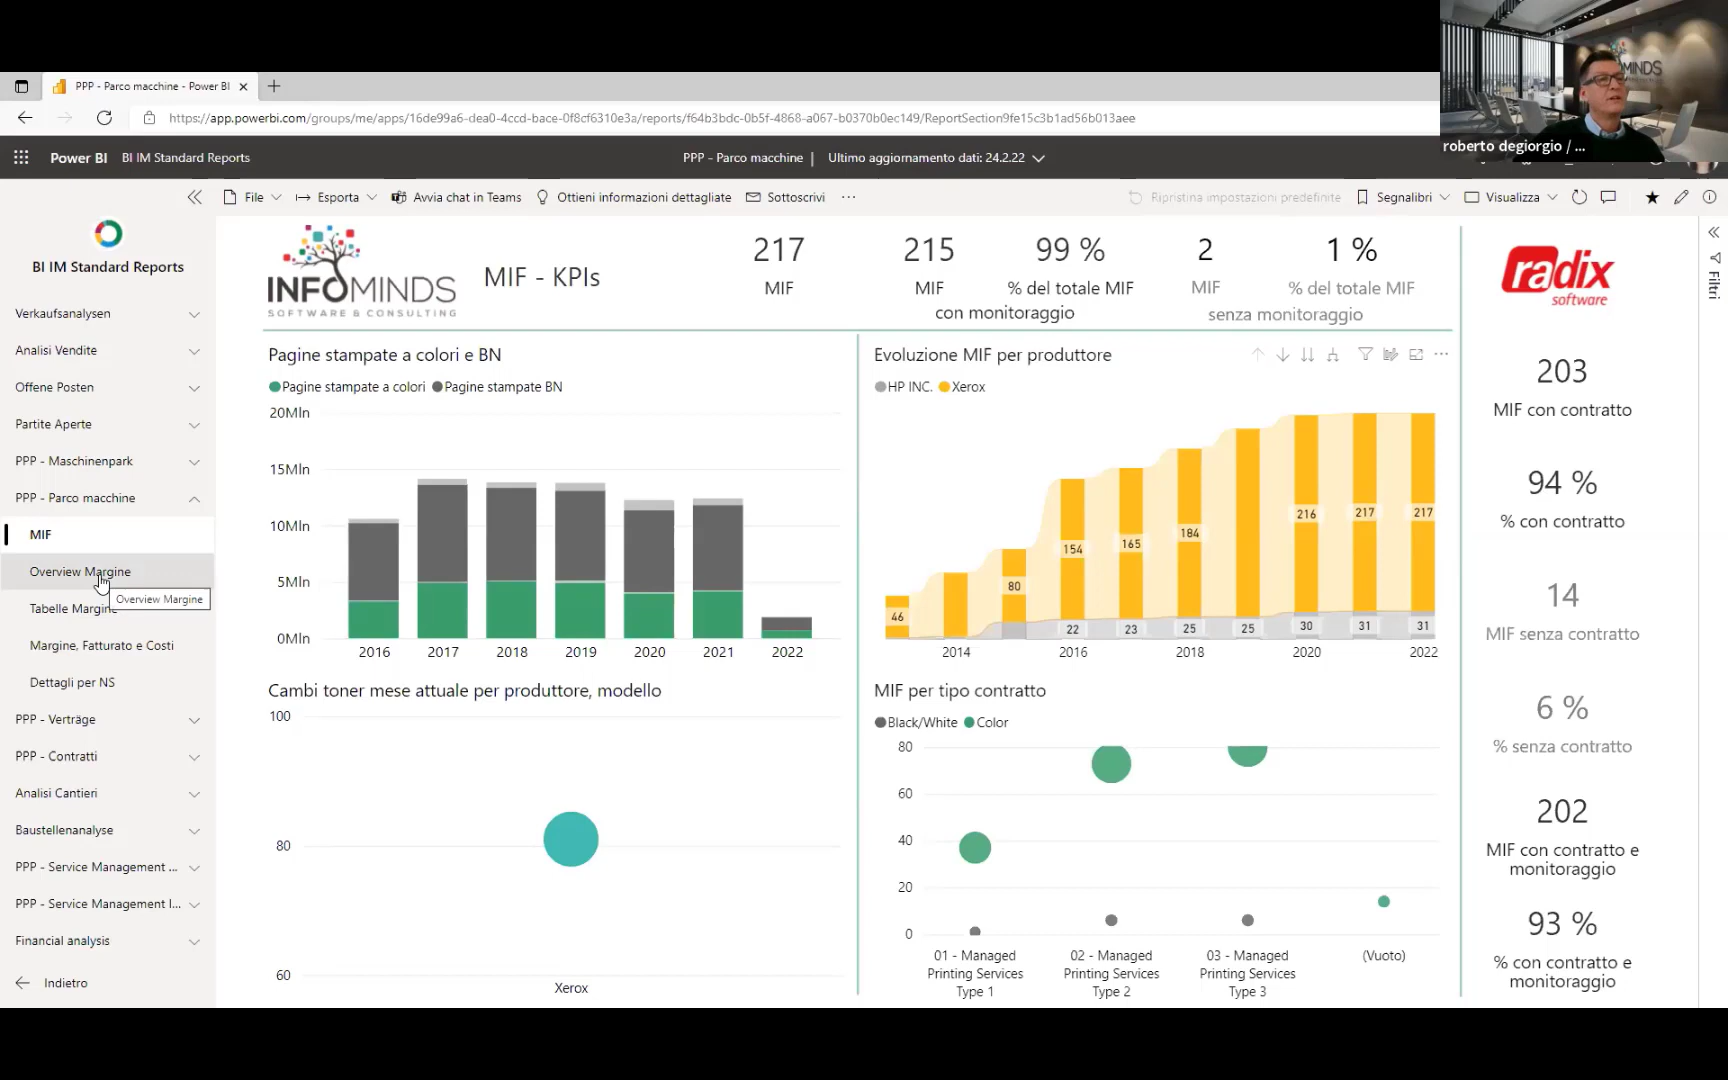 MINDS
roberto degiorgio / ...
PPP - Parco macchine - Power BI
https://app.powerbi.com/groups/me/apps/16de99a6-dea0-4ccd-bace-0f8cf6310e3a/reports/f64b3bdc-0b5f-4868-a067-b0370b0ec149/ReportSection9fe15c3b1ad56b013aee
Power BI BI IM Standard Reports
PPP - Parco macchine | Ultimo aggiornamento dati: 24.2.22
File Esporta Avvia chat in Teams Ottieni informazioni dettagliate Sottoscrivi ...
Ripristina impostazioni predefinite Segnalibri Visualizza
BI IM Standard Reports
Verkaufsanalysen
Analisi Vendite
Offene Posten
Partite Aperte
PPP - Maschinenpark
PPP - Parco macchine
MIF
Overview Margine
Overview Margine
Tabelle Margine
Margine, Fatturato e Costi
Dettagli per NS
PPP - Verträge
PPP - Contratti
Analisi Cantieri
Baustellenanalyse
PPP - Service Management ...
PPP - Service Management I...
Financial analysis
Indietro
INFOMINDS
SOFTWARE & CONSULTING
MIF - KPIs
217
MIF
215 99 %
MIF % del totale MIF
con monitoraggio
2 1 %
MIF % del totale MIF
senza monitoraggio
radix
software
Filtri
Pagine stampate a colori e BN
Pagine stampate a colori Pagine stampate BN
20Mln
15Mln
10Mln
5Mln
0Mln
2016 2017 2018 2019 2020 2021 2022
Evoluzione MIF per produttore
HP INC. Xerox
46 80 154 165 184 216 217 217
22 23 25 25 30 31 31
2014 2016 2018 2020 2022
Cambi toner mese attuale per produttore, modello
100
80
60
Xerox
MIF per tipo contratto
Black/White Color
80
60
40
20
0
01 - Managed
Printing Services
Type 1
02 - Managed
Printing Services
Type 2
03 - Managed
Printing Services
Type 3
(Vuoto)
203
MIF con contratto
94 %
% con contratto
14
MIF senza contratto
6 %
% senza contratto
202
MIF con contratto e
monitoraggio
93 %
% con contratto e
monitoraggio